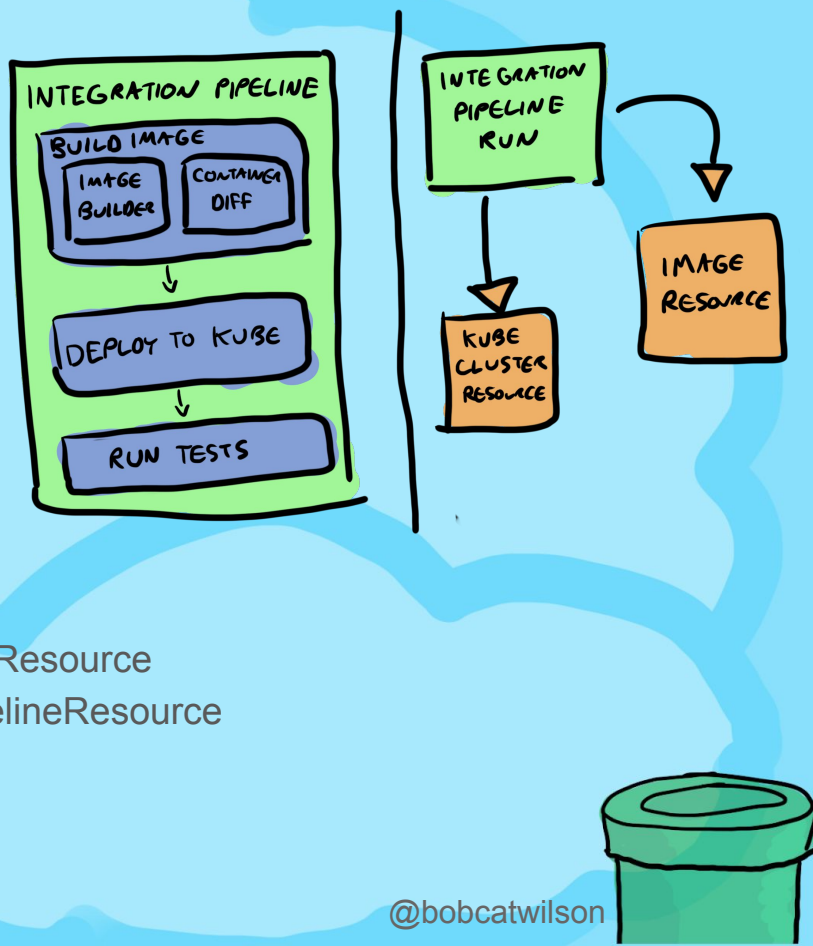 INTEGRATION PIPELINE
BUILD IMAGE
IMAGE
BUILDER
CONTAINER
DIFF
DEPLOY TO KUBE
RUN TESTS
INTEGRATION
PIPELINE
RUN
KUBE
CLUSTER
RESOURCE
IMAGE
RESOURCE
Resource
elineResource
@bobcatwilson